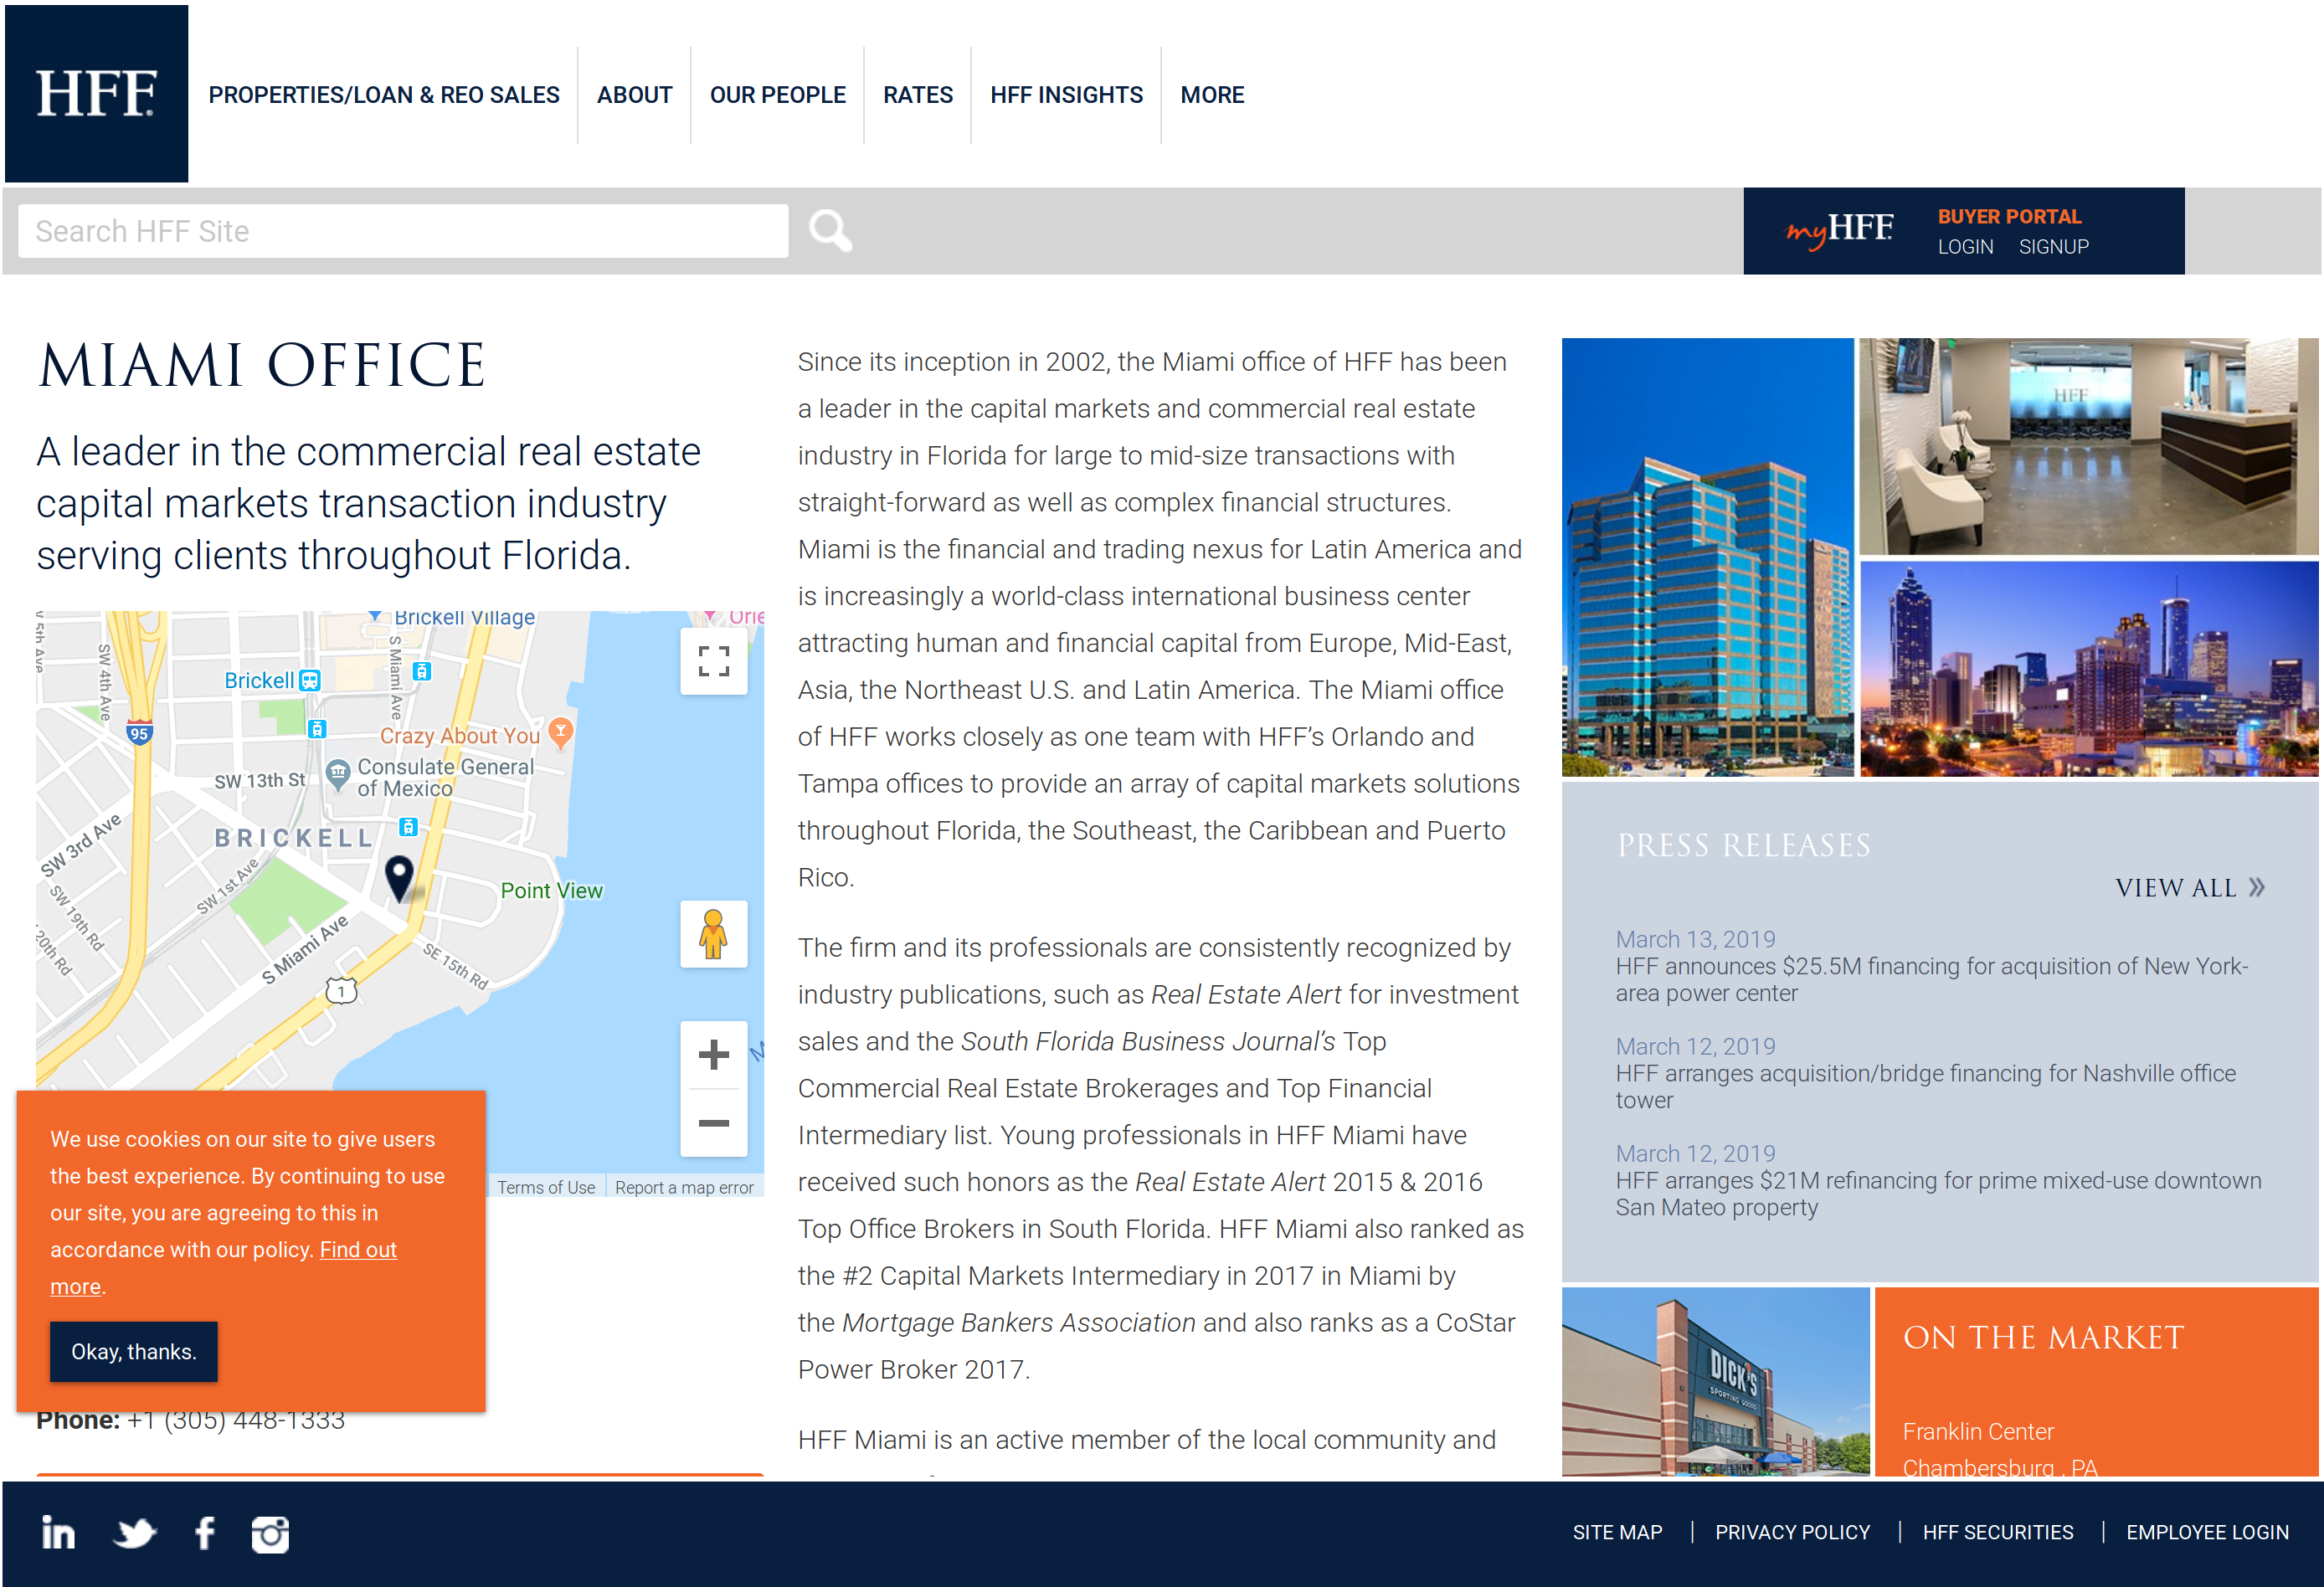 HFF
PROPERTIES/LOAN & REO SALES
ABOUT
OUR PEOPLE
RATES
HFF INSIGHTS
MORE
Search HFF Site
myHFF
BUYER PORTAL
LOGIN SIGNUP
MIAMI OFFICE
A leader in the commercial real estate
capital markets transaction industry
serving clients throughout Florida.
Brickell Village
SW 4th Ave
S Miami Ave
Brickell
95
Crazy About You
Consulate General
of Mexico
SW 13th St
BRICKELL
SW 3rd Ave
SW 1st Ave
SW 19th Rd
20th Rd
Point View
S Miami Ave
SE 15th Rd
1
Terms of Use
Report a map error
We use cookies on our site to give users
the best experience. By continuing to use
our site, you are agreeing to this in
accordance with our policy. Find out
more.
Okay, thanks.
Phone: +1 (305) 448-1333
Since its inception in 2002, the Miami office of HFF has been
a leader in the capital markets and commercial real estate
industry in Florida for large to mid-size transactions with
straight-forward as well as complex financial structures.
Miami is the financial and trading nexus for Latin America and
is increasingly a world-class international business center
attracting human and financial capital from Europe, Mid-East,
Asia, the Northeast U.S. and Latin America. The Miami office
of HFF works closely as one team with HFF’s Orlando and
Tampa offices to provide an array of capital markets solutions
throughout Florida, the Southeast, the Caribbean and Puerto
Rico.
The firm and its professionals are consistently recognized by
industry publications, such as Real Estate Alert for investment
sales and the South Florida Business Journal’s Top
Commercial Real Estate Brokerages and Top Financial
Intermediary list. Young professionals in HFF Miami have
received such honors as the Real Estate Alert 2015 & 2016
Top Office Brokers in South Florida. HFF Miami also ranked as
the #2 Capital Markets Intermediary in 2017 in Miami by
the Mortgage Bankers Association and also ranks as a CoStar
Power Broker 2017.
HFF Miami is an active member of the local community and
HFF
PRESS RELEASES
VIEW ALL »
March 13, 2019
HFF announces $25.5M financing for acquisition of New York-
area power center
March 12, 2019
HFF arranges acquisition/bridge financing for Nashville office
tower
March 12, 2019
HFF arranges $21M refinancing for prime mixed-use downtown
San Mateo property
DICK'S
SPORTING GOODS
ON THE MARKET
Franklin Center
Chambersburg , PA
SITE MAP
PRIVACY POLICY
HFF SECURITIES
EMPLOYEE LOGIN